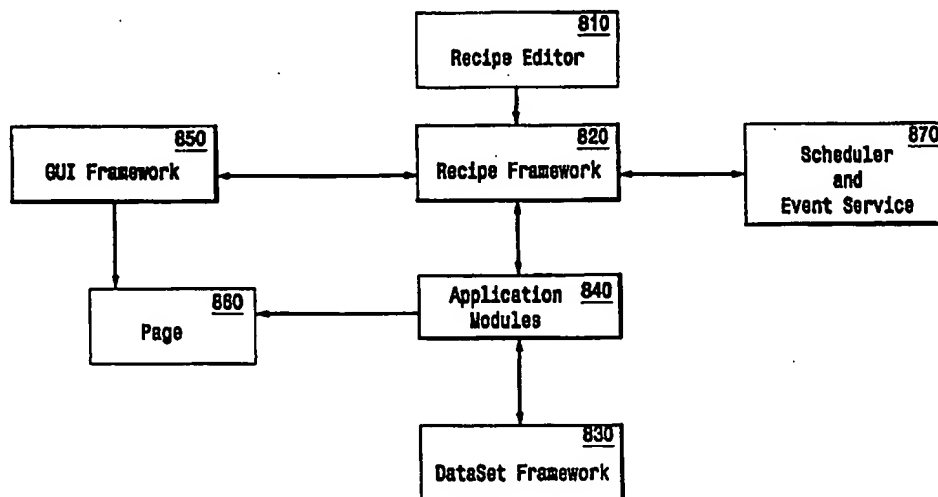 810
Recipe Editor
850
GUI Framework
820
Recipe Framework
870
Scheduler
and
Event Service
860
Page
Application 840
Modules
830
DataSet Framework